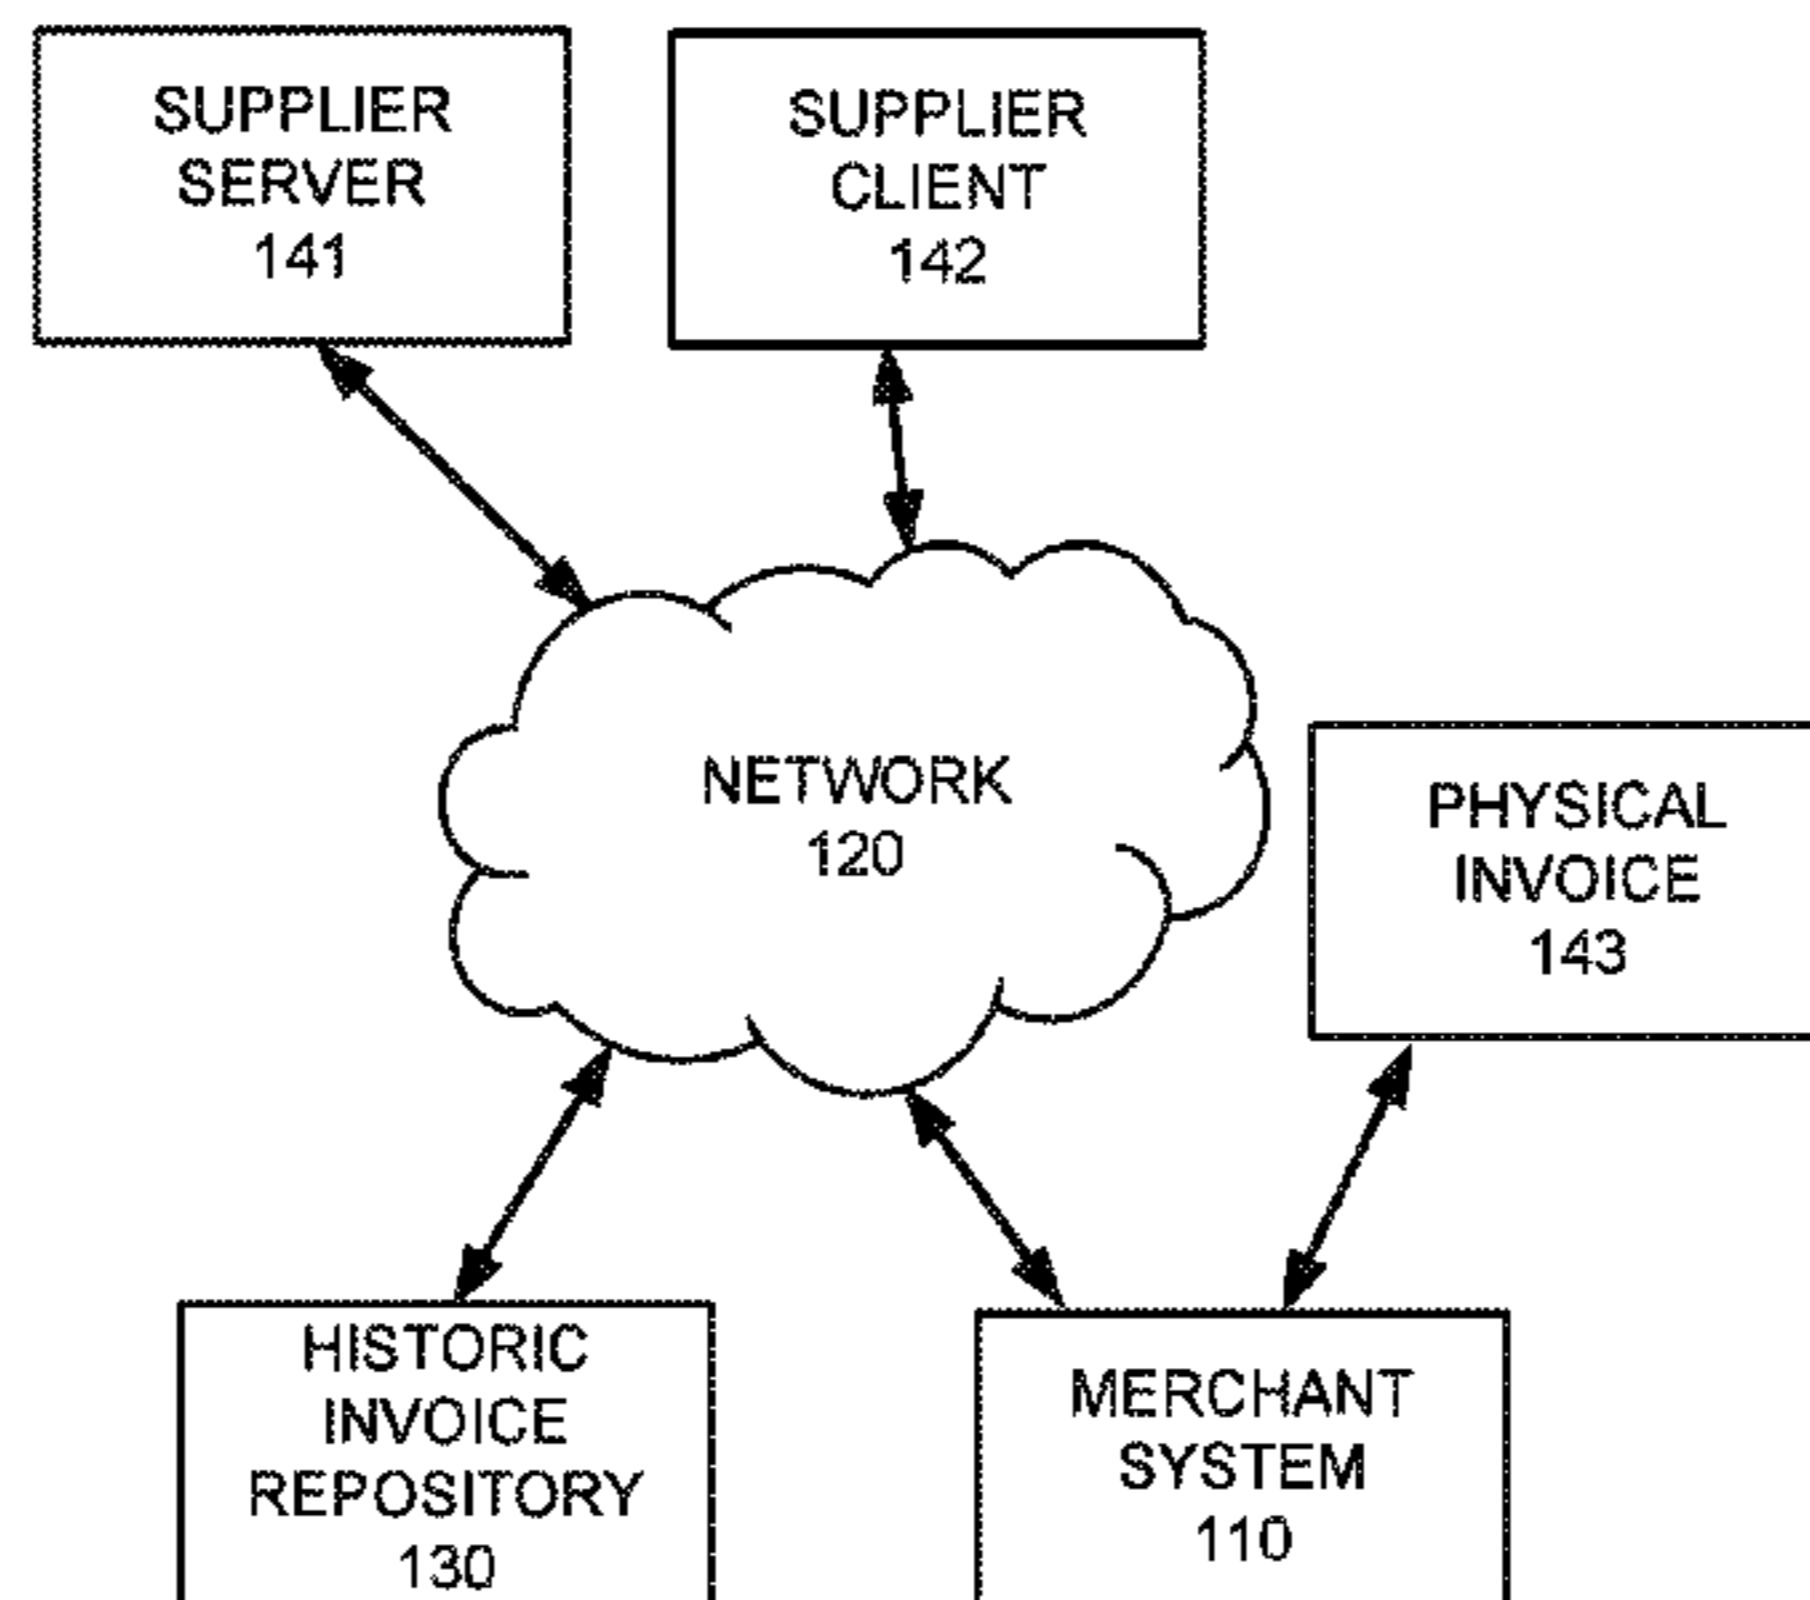 SUPPLIER
SERVER
141
SUPPLIER
CLIENT
142
NETWORK
120
PHYSICAL
INVOICE
143
HISTORIC
INVOICE
REPOSITORY
130
MERCHANT
SYSTEM
110